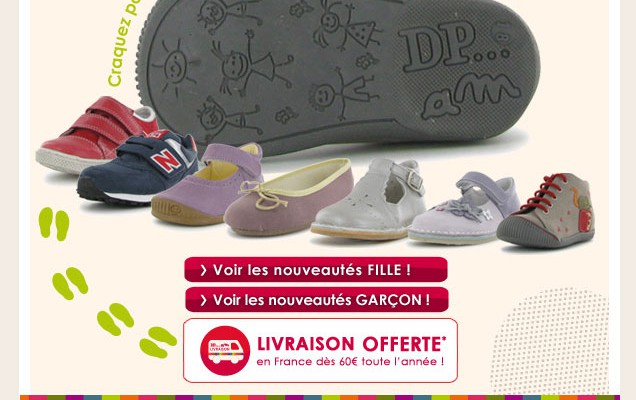 Craquez po
DP...
am
N
❯ Voir les nouveautés FILLE !
❯ Voir les nouveautés GARÇON !
LIVRAISON
LIVRAISON OFFERTE*
en France dès 60€ toute l'année !